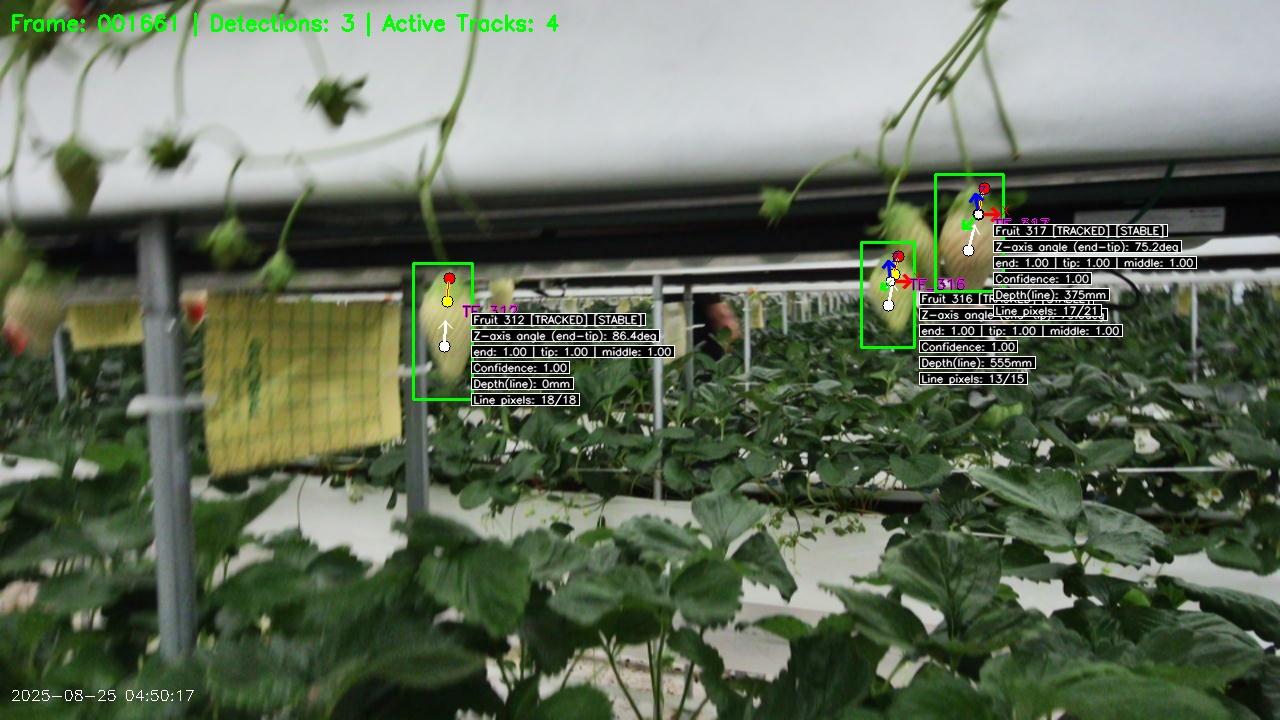 Frame: 001661 | Detections: 3 | Active Tracks: 4
TF_317
Fruit 317 [TRACKED] [STABLE]
Z-axis angle (end-tip): 75.2deg
end: 1.00 | tip: 1.00 | middle: 1.00
Confidence: 1.00
Depth(line): 375mm
Line pixels: 17/21
TF_316
Fruit 316
Z-axis angle
end: 1.00 | tip: 1.00 | middle: 1.00
Confidence: 1.00
Depth(line): 555mm
Line pixels: 13/15
TF_312
Fruit 312 [TRACKED] [STABLE]
Z-axis angle (end-tip): 86.4deg
end: 1.00 | tip: 1.00 | middle: 1.00
Confidence: 1.00
Depth(line): 0mm
Line pixels: 18/18
2025-08-25 04:50:17